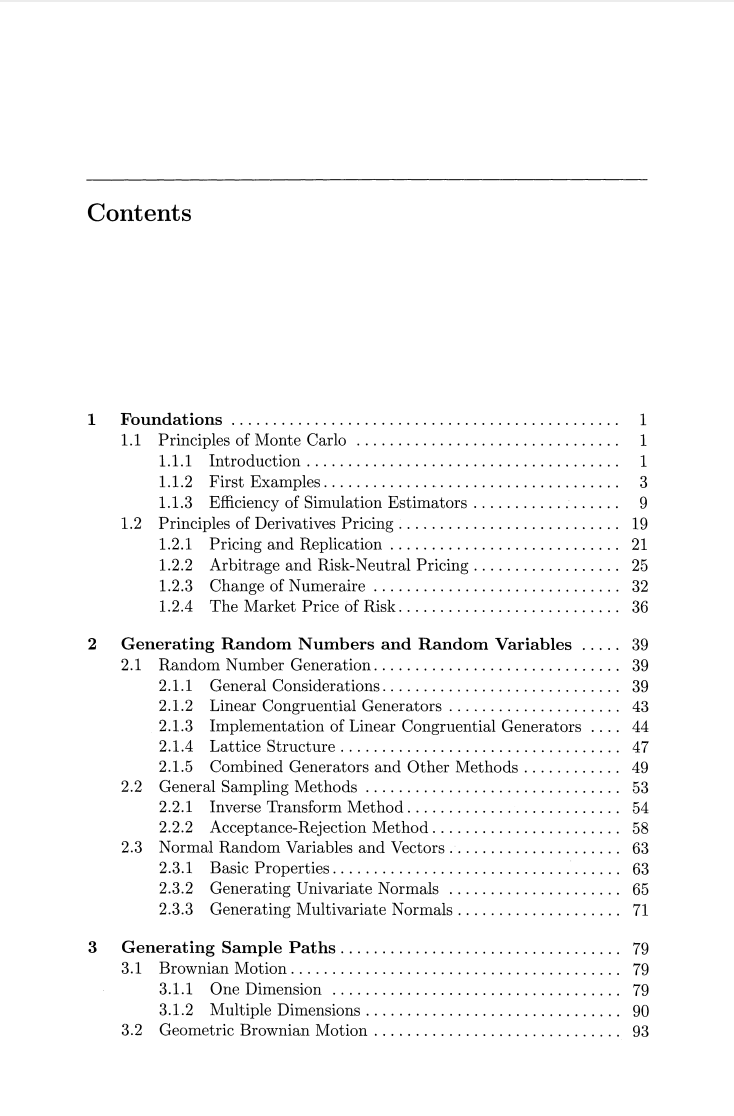 Contents
1 Foundations . . . . . . . . . . . . . . . . . . . . . . . . . . . . . . . . . . . . . . . . . . . . . . . 1
1.1 Principles of Monte Carlo . . . . . . . . . . . . . . . . . . . . . . . . . . . . . . . . 1
1.1.1 Introduction . . . . . . . . . . . . . . . . . . . . . . . . . . . . . . . . . . . . . . 1
1.1.2 First Examples . . . . . . . . . . . . . . . . . . . . . . . . . . . . . . . . . . . . 3
1.1.3 Efficiency of Simulation Estimators . . . . . . . . . . . . . . . . . . 9
1.2 Principles of Derivatives Pricing . . . . . . . . . . . . . . . . . . . . . . . . . . . 19
1.2.1 Pricing and Replication . . . . . . . . . . . . . . . . . . . . . . . . . . . . 21
1.2.2 Arbitrage and Risk-Neutral Pricing . . . . . . . . . . . . . . . . . . 25
1.2.3 Change of Numeraire . . . . . . . . . . . . . . . . . . . . . . . . . . . . . . 32
1.2.4 The Market Price of Risk . . . . . . . . . . . . . . . . . . . . . . . . . . . 36
2 Generating Random Numbers and Random Variables . . . . . 39
2.1 Random Number Generation . . . . . . . . . . . . . . . . . . . . . . . . . . . . . . 39
2.1.1 General Considerations . . . . . . . . . . . . . . . . . . . . . . . . . . . . . 39
2.1.2 Linear Congruential Generators . . . . . . . . . . . . . . . . . . . . . 43
2.1.3 Implementation of Linear Congruential Generators . . . . 44
2.1.4 Lattice Structure . . . . . . . . . . . . . . . . . . . . . . . . . . . . . . . . . . 47
2.1.5 Combined Generators and Other Methods . . . . . . . . . . . . 49
2.2 General Sampling Methods . . . . . . . . . . . . . . . . . . . . . . . . . . . . . . . 53
2.2.1 Inverse Transform Method . . . . . . . . . . . . . . . . . . . . . . . . . . 54
2.2.2 Acceptance-Rejection Method . . . . . . . . . . . . . . . . . . . . . . . 58
2.3 Normal Random Variables and Vectors . . . . . . . . . . . . . . . . . . . . . 63
2.3.1 Basic Properties . . . . . . . . . . . . . . . . . . . . . . . . . . . . . . . . . . . 63
2.3.2 Generating Univariate Normals . . . . . . . . . . . . . . . . . . . . . 65
2.3.3 Generating Multivariate Normals . . . . . . . . . . . . . . . . . . . . 71
3 Generating Sample Paths . . . . . . . . . . . . . . . . . . . . . . . . . . . . . . . . . . 79
3.1 Brownian Motion . . . . . . . . . . . . . . . . . . . . . . . . . . . . . . . . . . . . . . . . 79
3.1.1 One Dimension . . . . . . . . . . . . . . . . . . . . . . . . . . . . . . . . . . . 79
3.1.2 Multiple Dimensions . . . . . . . . . . . . . . . . . . . . . . . . . . . . . . . 90
3.2 Geometric Brownian Motion . . . . . . . . . . . . . . . . . . . . . . . . . . . . . . 93